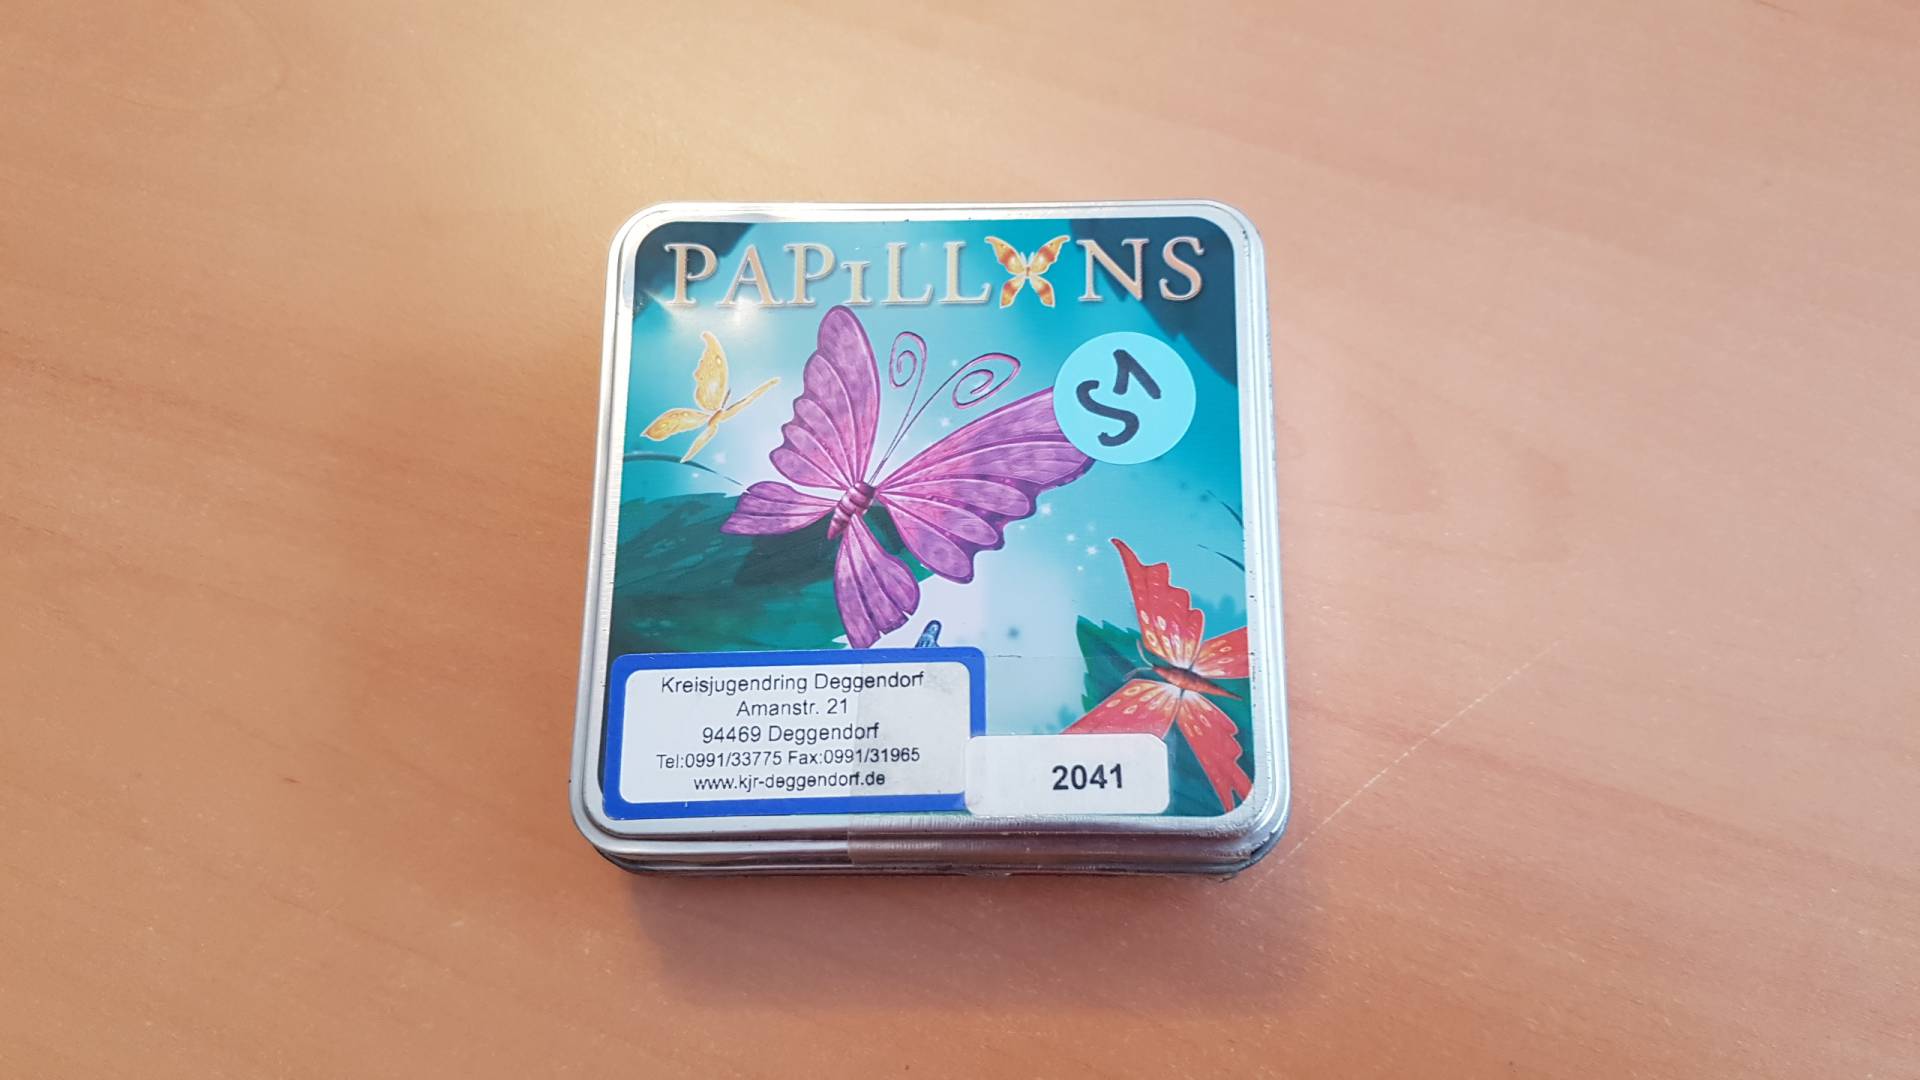 PAPiLLONS
S1
Kreisjugendring Deggendorf
Amanstr. 21
94469 Deggendorf
Tel:0991/33775 Fax:0991/31965
www.kjr-deggendorf.de
2041